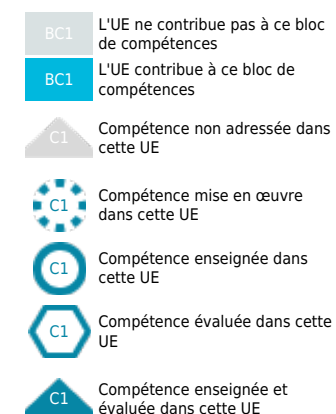 BC1
L'UE ne contribue pas à ce bloc
de compétences
BC1
L'UE contribue à ce bloc de
compétences
C1
Compétence non adressée dans
cette UE
C1
Compétence mise en œuvre
dans cette UE
C1
Compétence enseignée dans
cette UE
C1
Compétence évaluée dans cette
UE
C1
Compétence enseignée et
évaluée dans cette UE